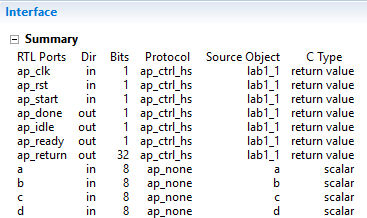 Interface
Summary
RTL Ports Dir Bits Protocol Source Object C Type
ap_clk in 1 ap_ctrl_hs lab1_1 return value
ap_rst in 1 ap_ctrl_hs lab1_1 return value
ap_start in 1 ap_ctrl_hs lab1_1 return value
ap_done out 1 ap_ctrl_hs lab1_1 return value
ap_idle out 1 ap_ctrl_hs lab1_1 return value
ap_ready out 1 ap_ctrl_hs lab1_1 return value
ap_return out 32 ap_ctrl_hs lab1_1 return value
a in 8 ap_none a scalar
b in 8 ap_none b scalar
c in 8 ap_none c scalar
d in 8 ap_none d scalar